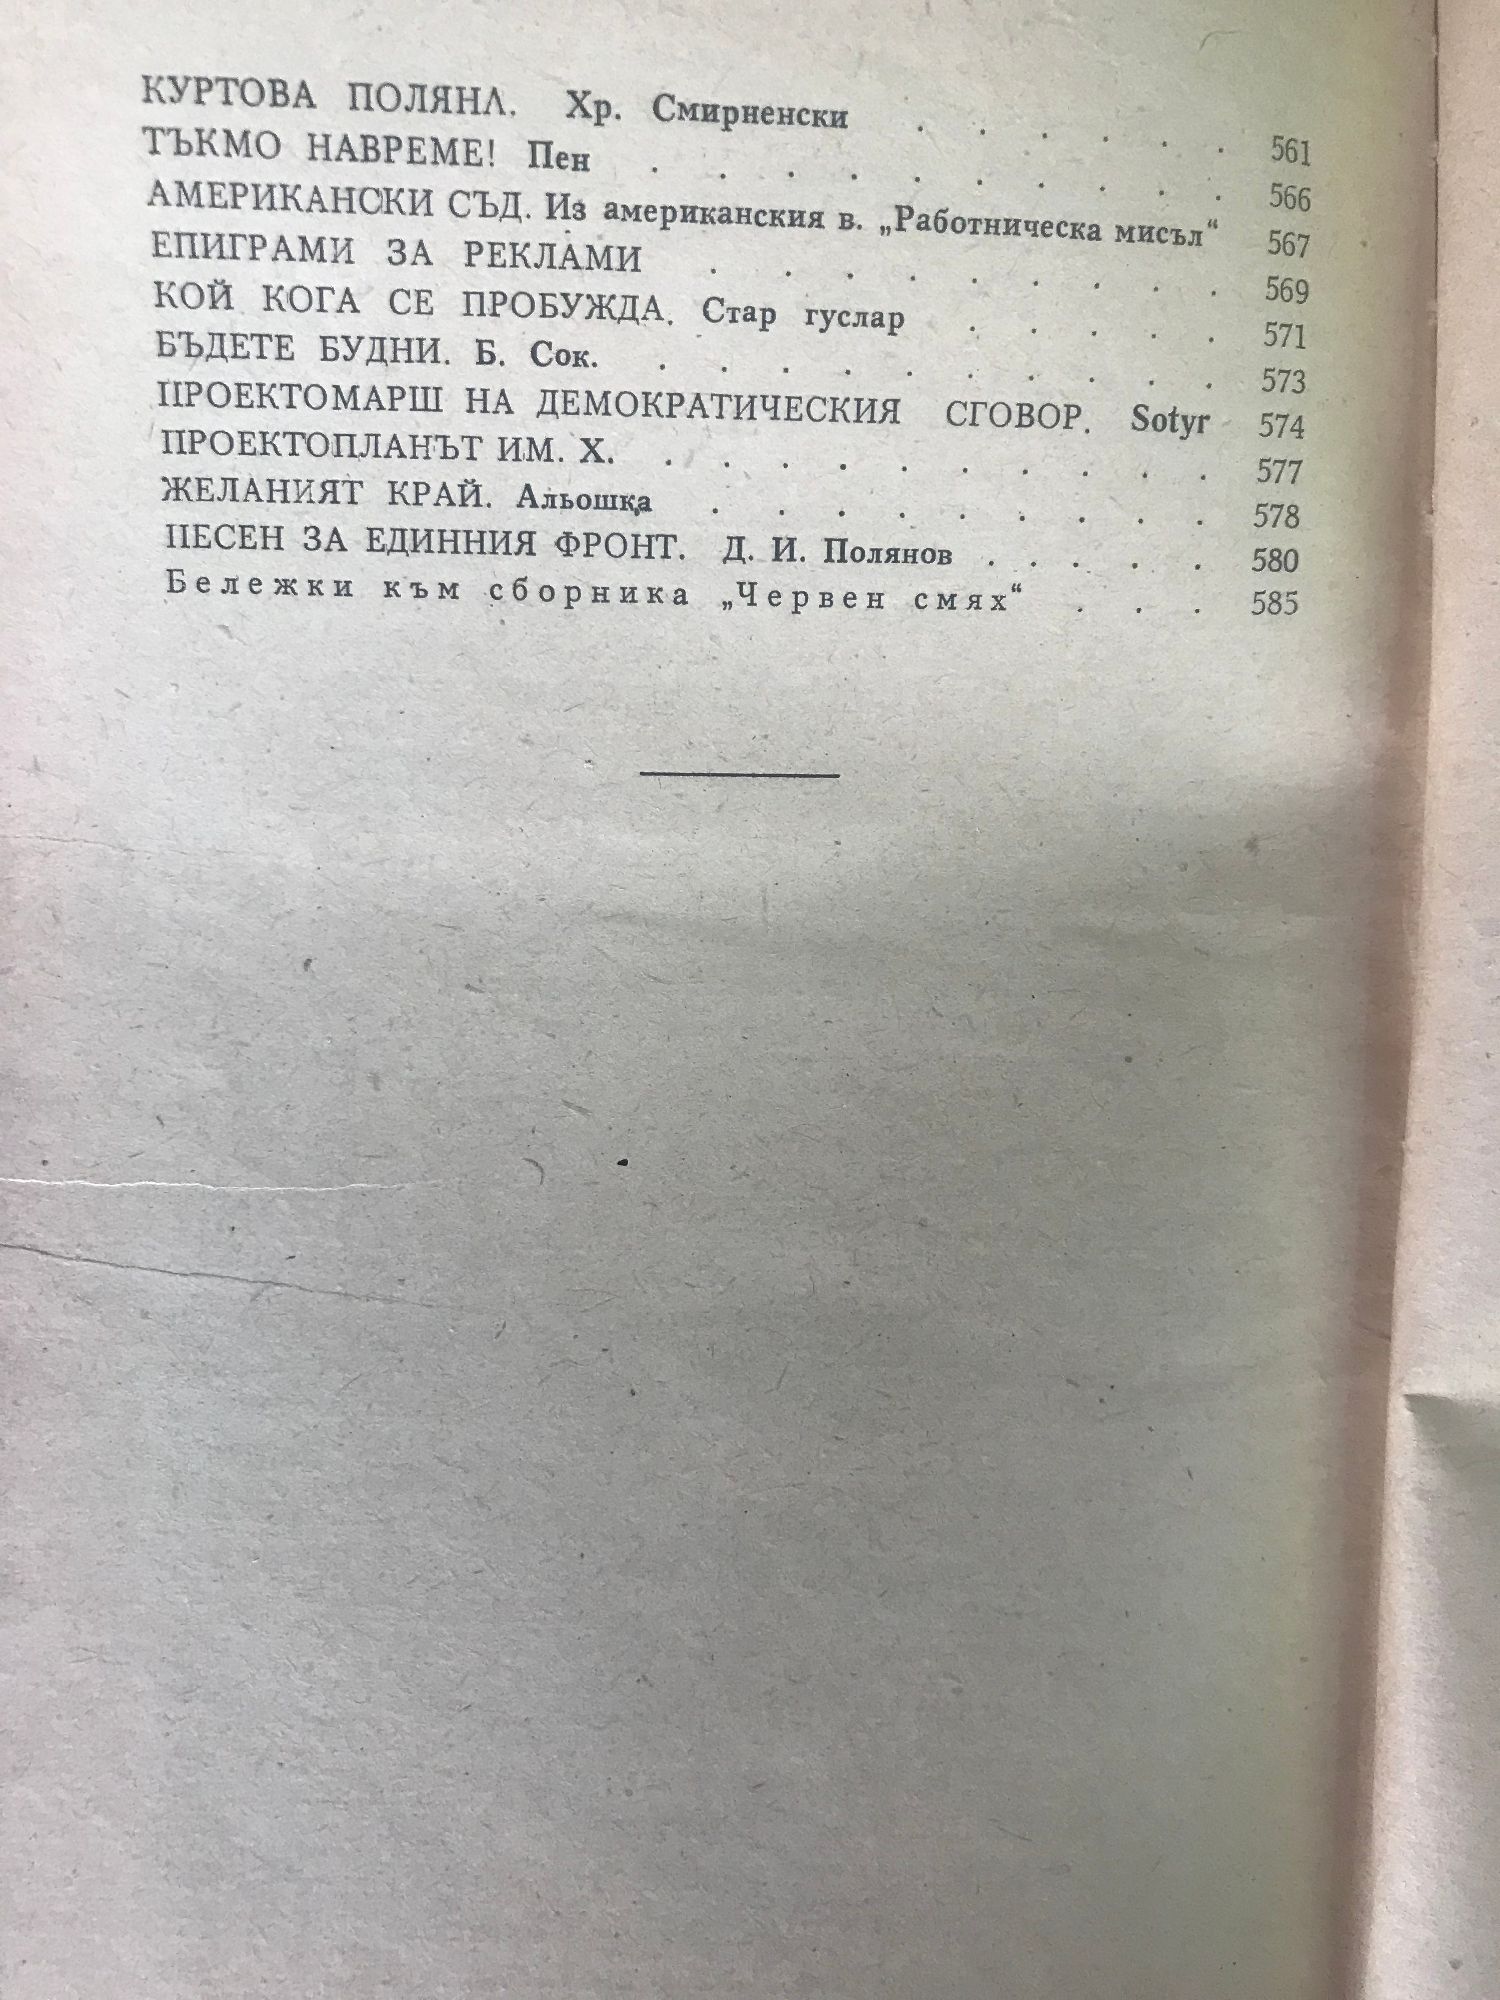 КУРТОВА ПОЛЯНА. Хр. Смирненски . . . . . . 561
ТЪКМО НАВРЕМЕ! Пен . . . . . . . . . . 566
АМЕРИКАНСКИ СЪД. Из американския в. „Работническа мисъл“ 567
ЕПИГРАМИ ЗА РЕКЛАМИ . . . . . . . . . 569
КОЙ КОГА СЕ ПРОБУЖДА. Стар гуслар . . . . . 571
БЪДЕТЕ БУДНИ. Б. Сок. . . . . . . . . . . 573
ПРОЕКТОМАРШ НА ДЕМОКРАТИЧЕСКИЯ СГОВОР. Sotyr 574
ПРОЕКТОПЛАНЪТ ИМ. Х. . . . . . . . . . . 577
ЖЕЛАНИЯТ КРАЙ. Альошка . . . . . . . . . 578
ПЕСЕН ЗА ЕДИННИЯ ФРОНТ. Д. И. Полянов . . . . . 580
Бележки към сборника „Червен смях“ . . . 585